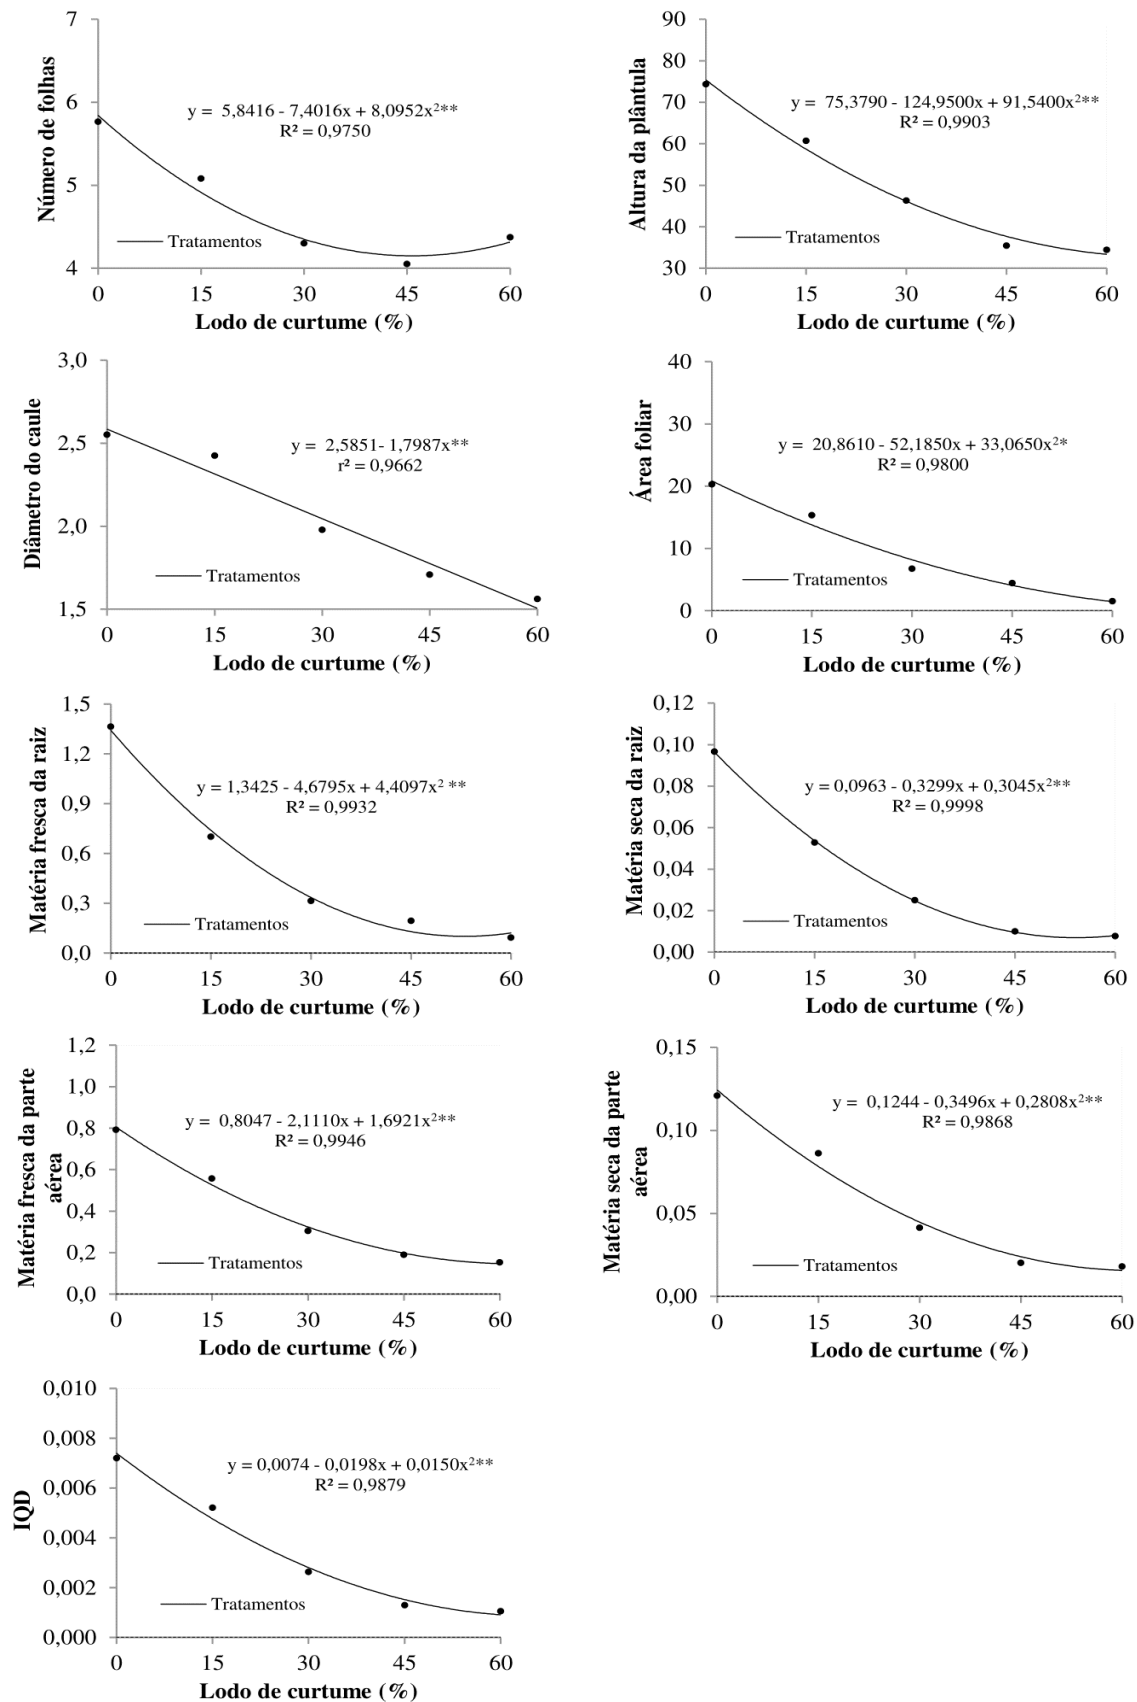 Número de folhas
7
6
5
4
y = 5,8416 - 7,4016x + 8,0952x²**
R² = 0,9750
Tratamentos
0 15 30 45 60
Lodo de curtume (%)
Altura da plântula
90
80
70
60
50
40
30
y = 75,3790 - 124,9500x + 91,5400x²**
R² = 0,9903
Tratamentos
0 15 30 45 60
Lodo de curtume (%)
Diâmetro do caule
3,0
2,5
2,0
1,5
y = 2,5851- 1,7987x**
r² = 0,9662
Tratamentos
0 15 30 45 60
Lodo de curtume (%)
Área foliar
40
30
20
10
0
y = 20,8610 - 52,1850x + 33,0650x²*
R² = 0,9800
Tratamentos
0 15 30 45 60
Lodo de curtume (%)
Matéria fresca da raiz
1,5
1,2
0,9
0,6
0,3
0,0
y = 1,3425 - 4,6795x + 4,4097x² **
R² = 0,9932
Tratamentos
0 15 30 45 60
Lodo de curtume (%)
Matéria seca da raiz
0,12
0,10
0,08
0,06
0,04
0,02
0,00
y = 0,0963 - 0,3299x + 0,3045x²**
R² = 0,9998
Tratamentos
0 15 30 45 60
Lodo de curtume (%)
Matéria fresca da parte
aérea
1,2
1,0
0,8
0,6
0,4
0,2
0,0
y = 0,8047 - 2,1110x + 1,6921x²**
R² = 0,9946
Tratamentos
0 15 30 45 60
Lodo de curtume (%)
Matéria seca da parte
aérea
0,15
0,10
0,05
0,00
y = 0,1244 - 0,3496x + 0,2808x²**
R² = 0,9868
Tratamentos
0 15 30 45 60
Lodo de curtume (%)
IQD
0,010
0,008
0,006
0,004
0,002
0,000
y = 0,0074 - 0,0198x + 0,0150x²**
R² = 0,9879
Tratamentos
0 15 30 45 60
Lodo de curtume (%)